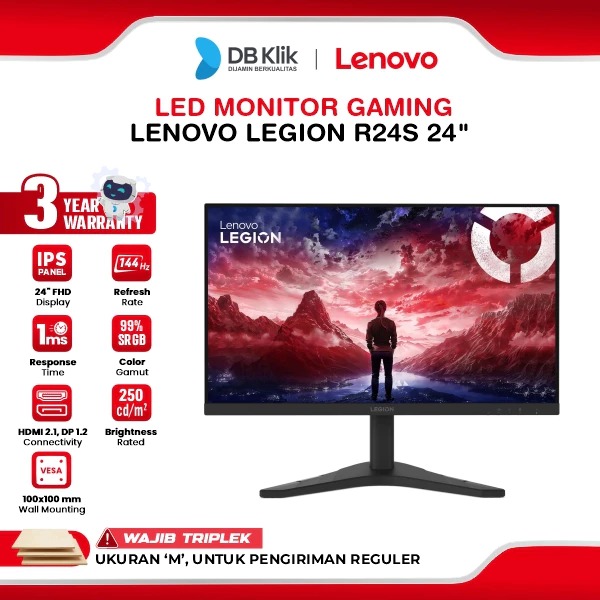 DB Klik
DIJAMIN BERKUALITAS
Lenovo
LED MONITOR GAMING
LENOVO LEGION R24S 24"
3 YEAR
WARRANTY
IPS
PANEL
24" FHD
Display
144Hz
Refresh
Rate
1ms
Response
Time
99%
SRGB
Color
Gamut
HDMI 2.1, DP 1.2
Connectivity
250
cd/m²
Brightness
Rated
VESA
100x100 mm
Wall Mounting
Lenovo
LEGION
LEGION
WAJIB TRIPLEK
UKURAN ‘M’, UNTUK PENGIRIMAN REGULER